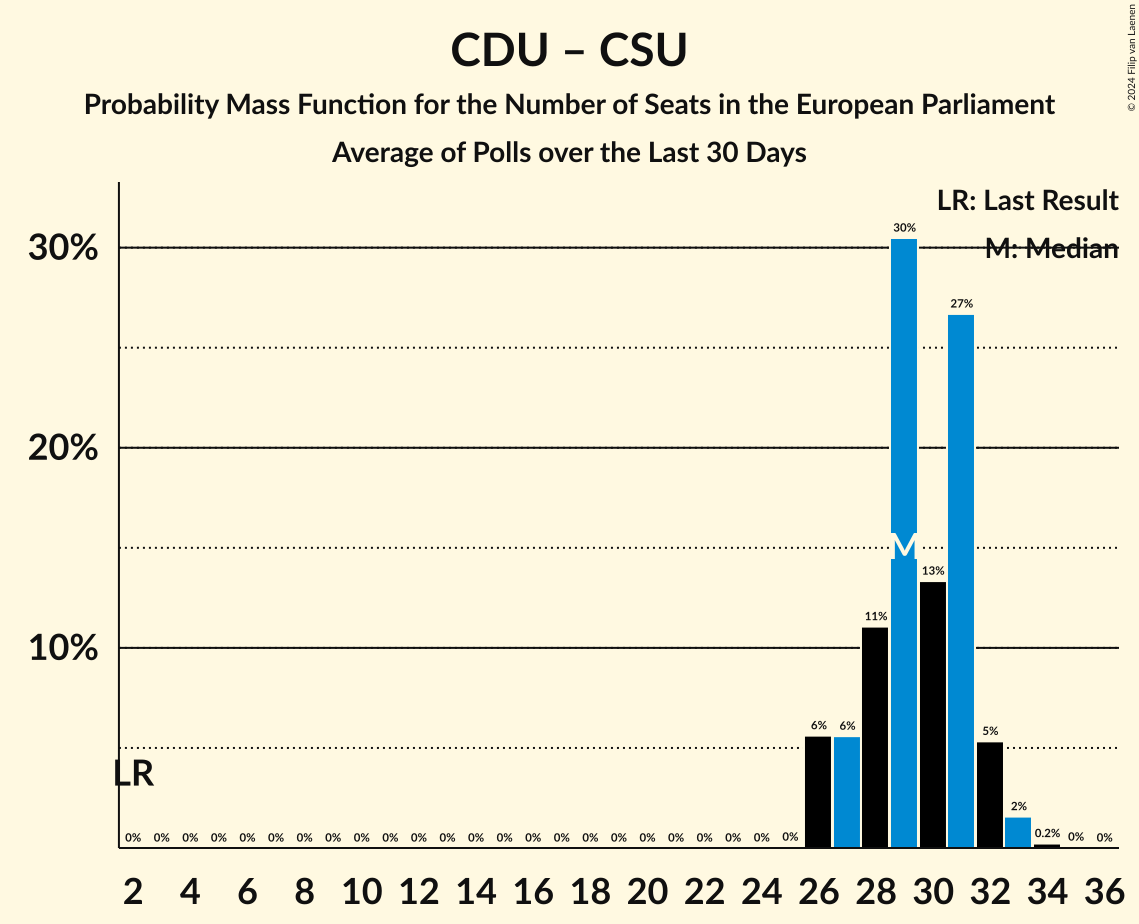 CDU – CSU
Probability Mass Function for the Number of Seats in the European Parliament
Average of Polls over the Last 30 Days
© 2024 Filip van Laenen
LR: Last Result
M: Median
30%
20%
10%
30%
27%
M
13%
11%
6% 6%
5%
2%
0.2%
LR
0% 0% 0% 0% 0% 0% 0% 0% 0% 0% 0% 0% 0% 0% 0% 0% 0% 0% 0% 0% 0% 0% 0% 0% 0% 0%
2 4 6 8 10 12 14 16 18 20 22 24 26 28 30 32 34 36